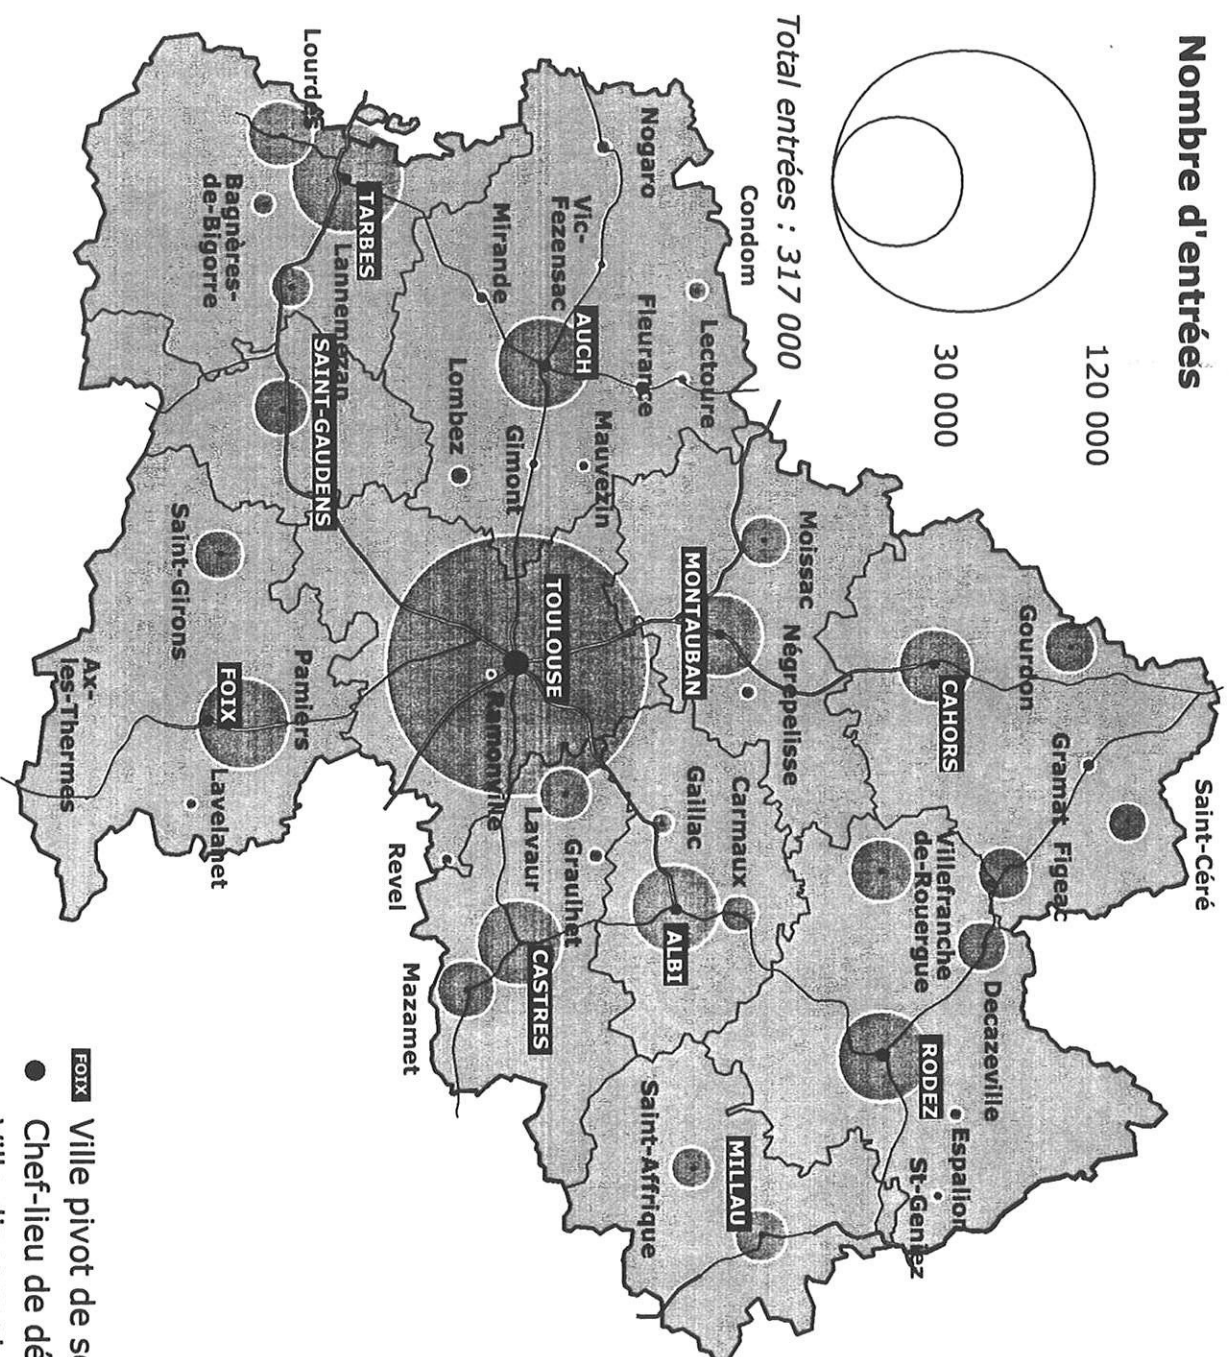 Nombre d'entrées
120 000
30 000
Total entrées : 317 000
Saint-Céré
Gramat
Figeac
Gourdon
CAHORS
Decazeville
Villefranche
de-Rouergue
RODEZ
Espalion
St-Geniez
Moissac
Négrepelisse
MONTAUBAN
Condom
Lectoure
Fleurance
Nogaro
Vic-
Fezensac
AUCH
Mauvezin
Mirande
Gimont
Lombez
Carmaux
Gaillac
ALBI
MILLAU
Saint-Affrique
TOULOUSE
Ramonville
Lavaur
Graulhet
CASTRES
Revel
Mazamet
Lourdes
TARBES
Lannemezan
SAINT-GAUDENS
Bagnères-
de-Bigorre
Saint-Girons
Pamiers
FOIX
Lavelanet
Ax-
les-Thermes
FOIX Ville pivot de
Chef-lieu de